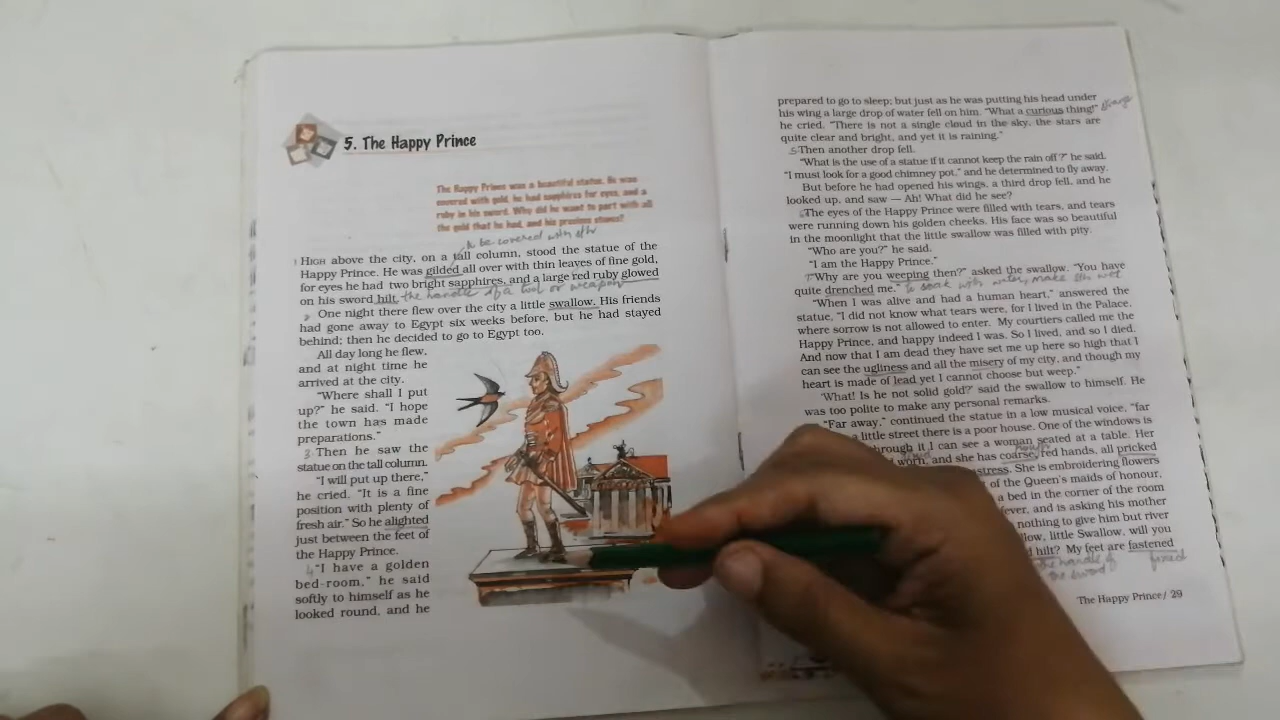 5. The Happy Prince
The Happy Prince was a beautiful statue. He was
covered with gold, he had sapphires for eyes, and a
ruby in his sword. Why did he want to part with all
the gold that he had, and his precious stones?
to be covered with
1 HIGH above the city, on a tall column, stood the statue of the
Happy Prince. He was gilded all over with thin leaves of fine gold,
for eyes he had two bright sapphires, and a large red ruby glowed
on his sword hilt. the handle of a tool or weapon
2 One night there flew over the city a little swallow. His friends
had gone away to Egypt six weeks before, but he had stayed
behind; then he decided to go to Egypt too.
All day long he flew,
and at night time he
arrived at the city.
"Where shall I put
up?" he said. "I hope
the town has made
preparations."
3 Then he saw the
statue on the tall column.
"I will put up there,"
he cried. "It is a fine
position with plenty of
fresh air." So he alighted
just between the feet of
the Happy Prince.
4 "I have a golden
bed-room," he said
softly to himself as he
looked round, and he
prepared to go to sleep; but just as he was putting his head under
his wing a large drop of water fell on him. "What a curious thing!" strange
he cried. "There is not a single cloud in the sky, the stars are
quite clear and bright, and yet it is raining."
5 Then another drop fell.
"What is the use of a statue if it cannot keep the rain off?" he said.
"I must look for a good chimney pot," and he determined to fly away.
But before he had opened his wings, a third drop fell, and he
looked up, and saw — Ah! What did he see?
6 The eyes of the Happy Prince were filled with tears, and tears
were running down his golden cheeks. His face was so beautiful
in the moonlight that the little swallow was filled with pity.
"Who are you?" he said.
"I am the Happy Prince."
7 "Why are you weeping then?" asked the swallow. "You have
quite drenched me." to soak with water, make sth wet
"When I was alive and had a human heart," answered the
statue, "I did not know what tears were, for I lived in the Palace,
where sorrow is not allowed to enter. My courtiers called me the
Happy Prince, and happy indeed I was. So I lived, and so I died.
And now that I am dead they have set me up here so high that I
can see the ugliness and all the misery of my city, and though my
heart is made of lead yet I cannot choose but weep."
'What! Is he not solid gold?' said the swallow to himself. He
was too polite to make any personal remarks.
"Far away," continued the statue in a low musical voice, "far
little street there is a poor house. One of the windows is
through it I can see a woman seated at a table. Her
worn, and she has coarse, red hands, all pricked
She is embroidering flowers
of the Queen's maids of honour,
a bed in the corner of the room
fever, and is asking his mother
nothing to give him but river
little Swallow, will you
hilt? My feet are fastened
the handle of fixed
the sword
The Happy Prince/ 29